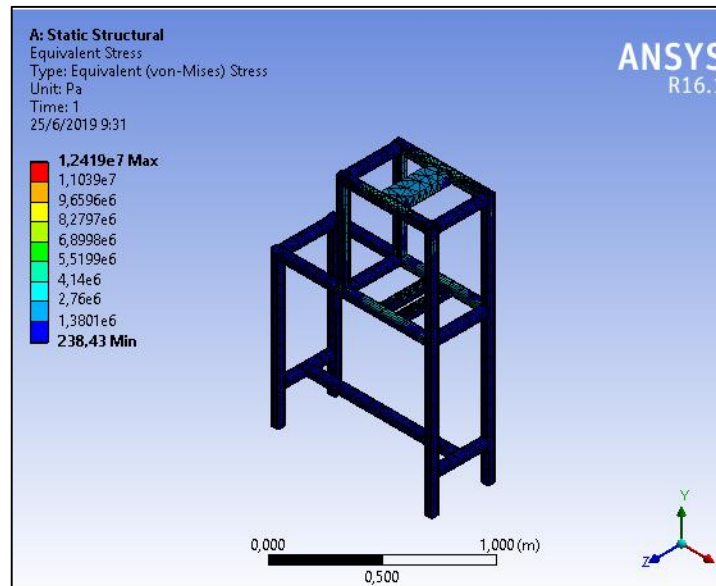 A: Static Structural
Equivalent Stress
Type: Equivalent (von-Mises) Stress
Unit: Pa
Time: 1
25/6/2019 9:31
ANSYS
R16.
1,2419e7 Max
1,1039e7
9,6596e6
8,2797e6
6,8998e6
5,5199e6
4,14e6
2,76e6
1,3801e6
238,43 Min
Y
Z
0,000
1,000 (m)
0,500